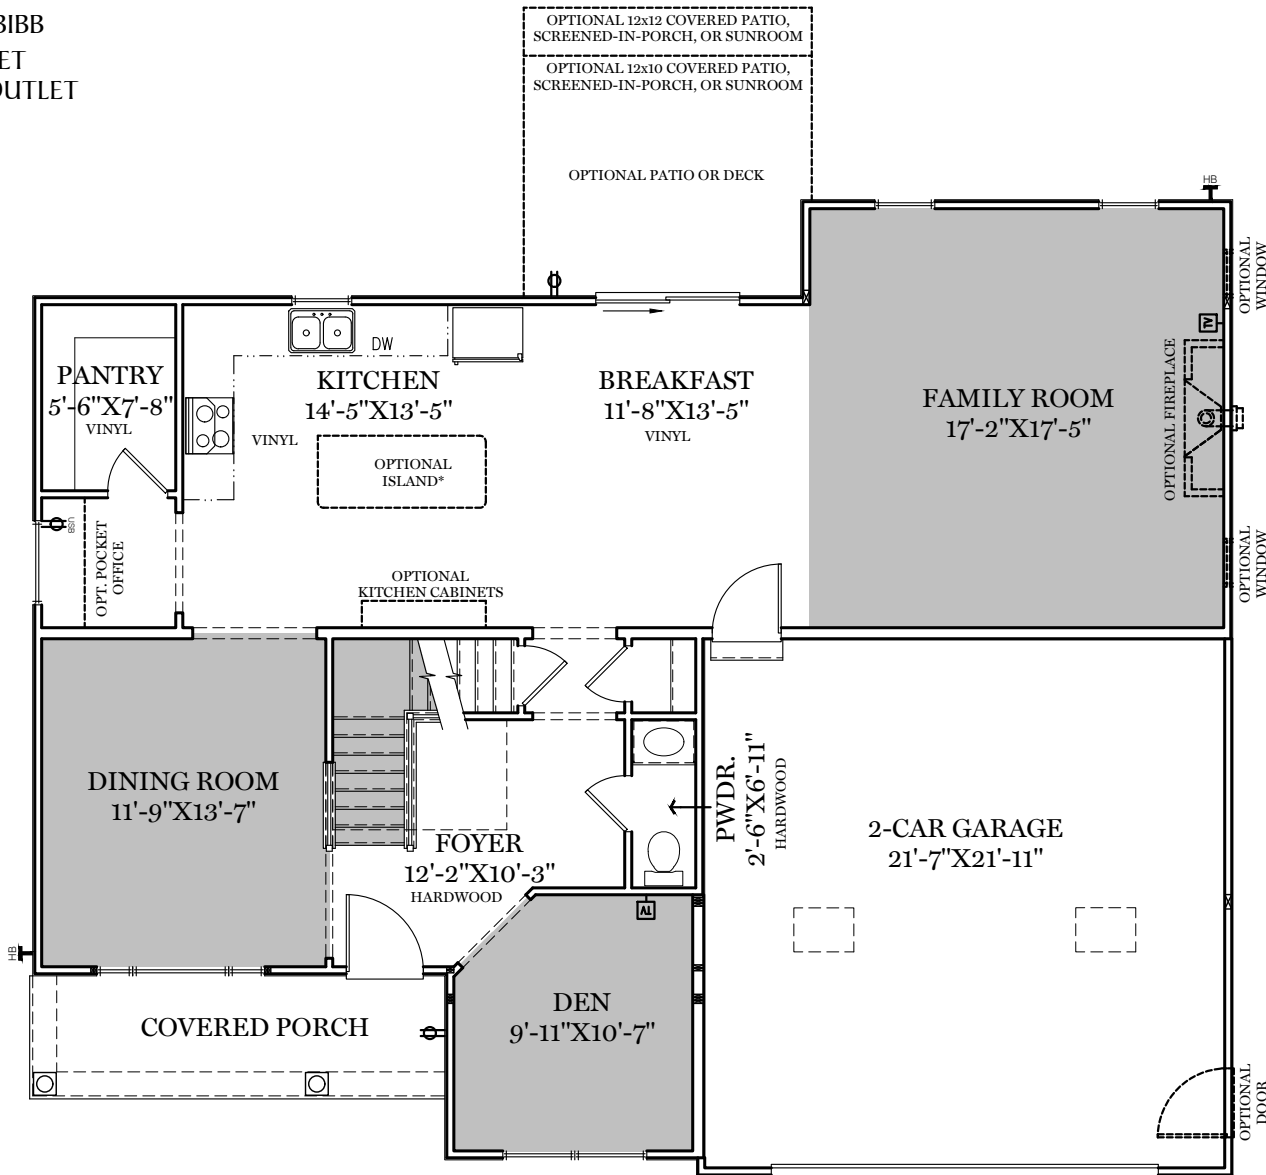 BIBB
ET
OUTLET
OPTIONAL 12x12 COVERED PATIO,
SCREENED-IN-PORCH, OR SUNROOM
OPTIONAL 12x10 COVERED PATIO,
SCREENED-IN-PORCH, OR SUNROOM
OPTIONAL PATIO OR DECK
HB
OPTIONAL
WINDOW
TV
DW
PANTRY
5'-6"X7'-8"
VINYL
KITCHEN
14'-5"X13'-5"
VINYL
BREAKFAST
11'-8"X13'-5"
VINYL
FAMILY ROOM
17'-2"X17'-5"
OPTIONAL FIREPLACE
OPTIONAL
ISLAND*
USB
OPT. POCKET
OFFICE
OPTIONAL
KITCHEN CABINETS
OPTIONAL
WINDOW
DINING ROOM
11'-9"X13'-7"
FOYER
12'-2"X10'-3"
HARDWOOD
PWDR.
2'-6"X6'-11"
HARDWOOD
2-CAR GARAGE
21'-7"X21'-11"
TV
HB
COVERED PORCH
DEN
9'-11"X10'-7"
OPTIONAL
DOOR